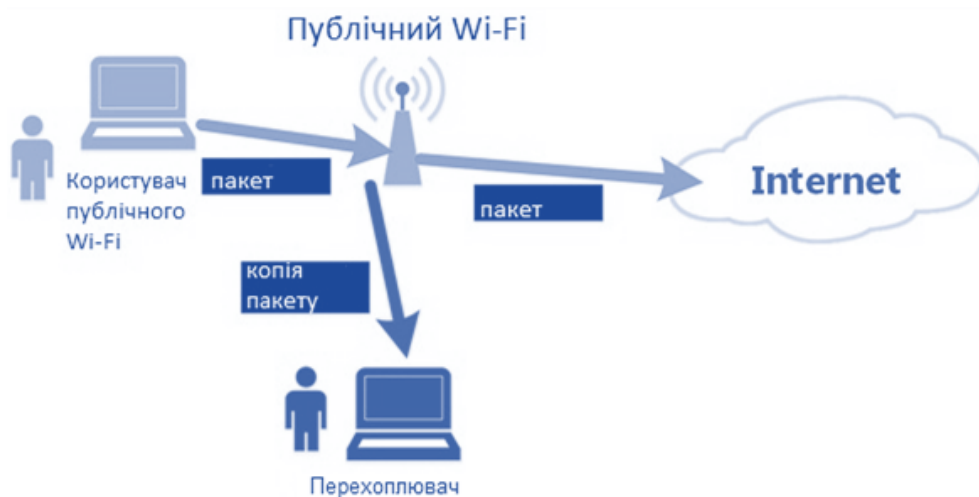 Публічний Wi-Fi
пакет
Користувач
публічного
Wi-Fi
пакет
Internet
копія
пакету
Перехоплювач